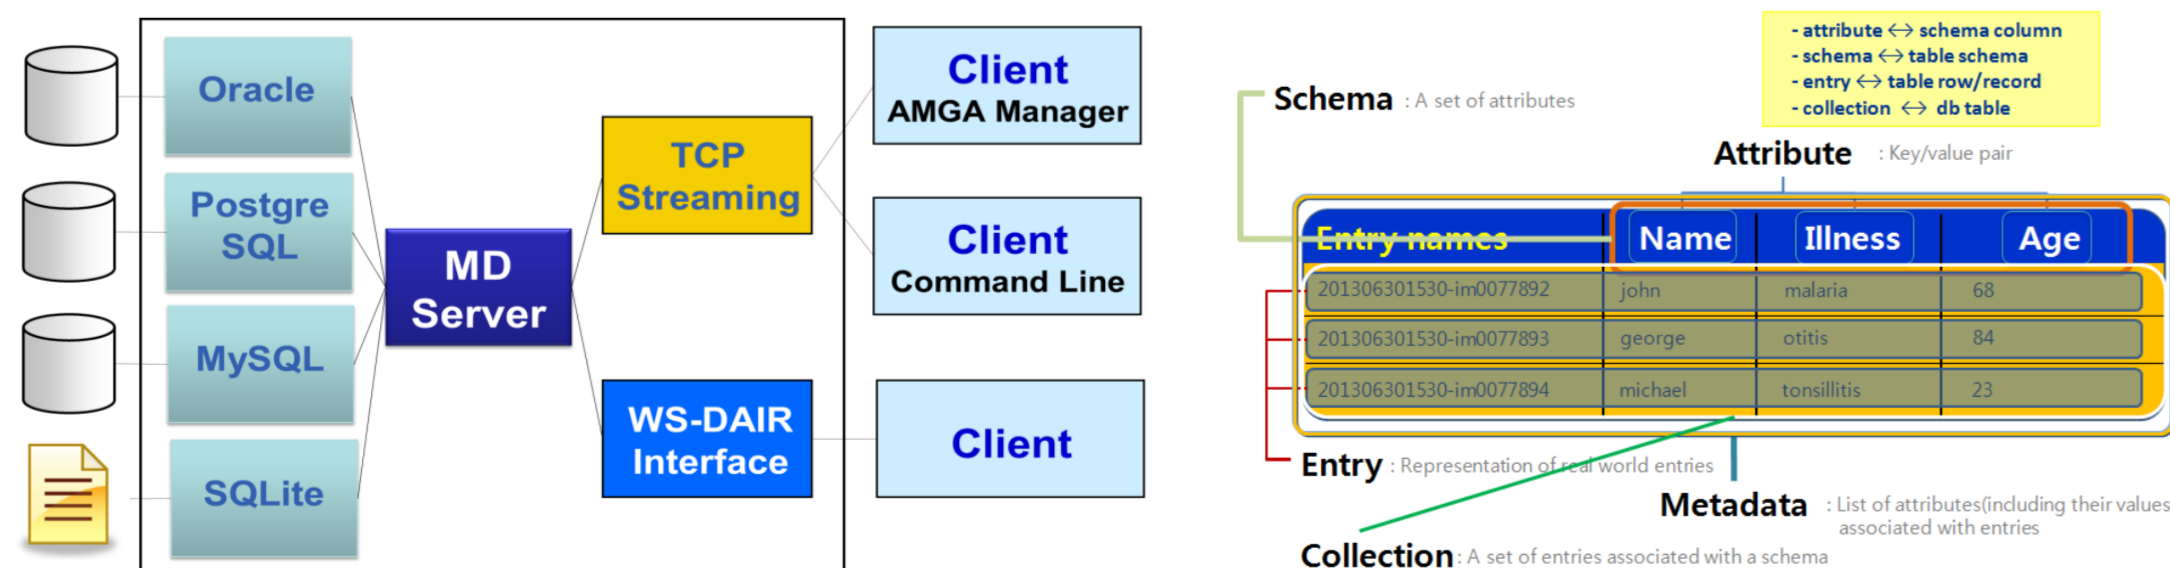 Oracle
Postgre
SQL
MySQL
SQLite
MD
Server
TCP
Streaming
WS-DAIR
Interface
Client
AMGA Manager
Client
Command Line
Client
- attribute ↔ schema column
- schema ↔ table schema
- entry ↔ table row/record
- collection ↔ db table
Schema : A set of attributes
Attribute : Key/value pair
Entry names Name Illness Age
201306301530-im0077892 john malaria 68
201306301530-im0077893 george otitis 84
201306301530-im0077894 michael tonsillitis 23
Entry : Representation of real world entries
Metadata : List of attributes(including their values
associated with entries
Collection : A set of entries associated with a schema